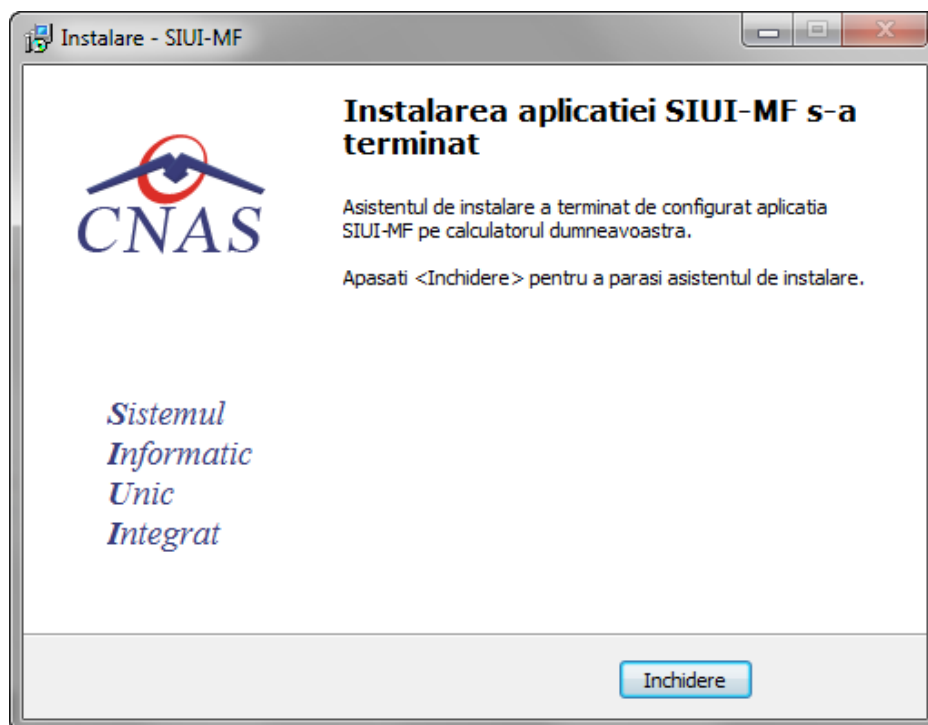 Instalare - SIUI-MF
Instalarea aplicatiei SIUI-MF s-a
terminat
CNAS
Asistentul de instalare a terminat de configurat aplicatia
SIUI-MF pe calculatorul dumneavoastra.
Apasati <Inchidere> pentru a parasi asistentul de instalare.
Sistemul
Informatic
Unic
Integrat
Inchidere